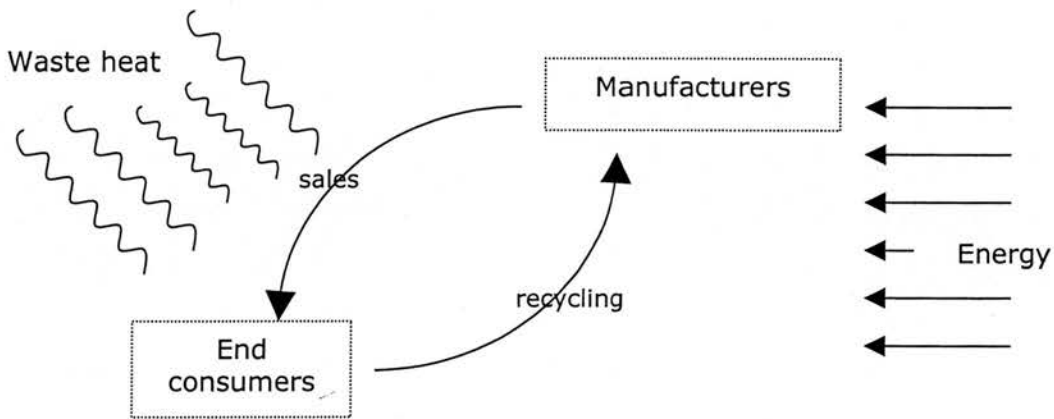 Waste heat
Manufacturers
sales
Energy
recycling
End
consumers